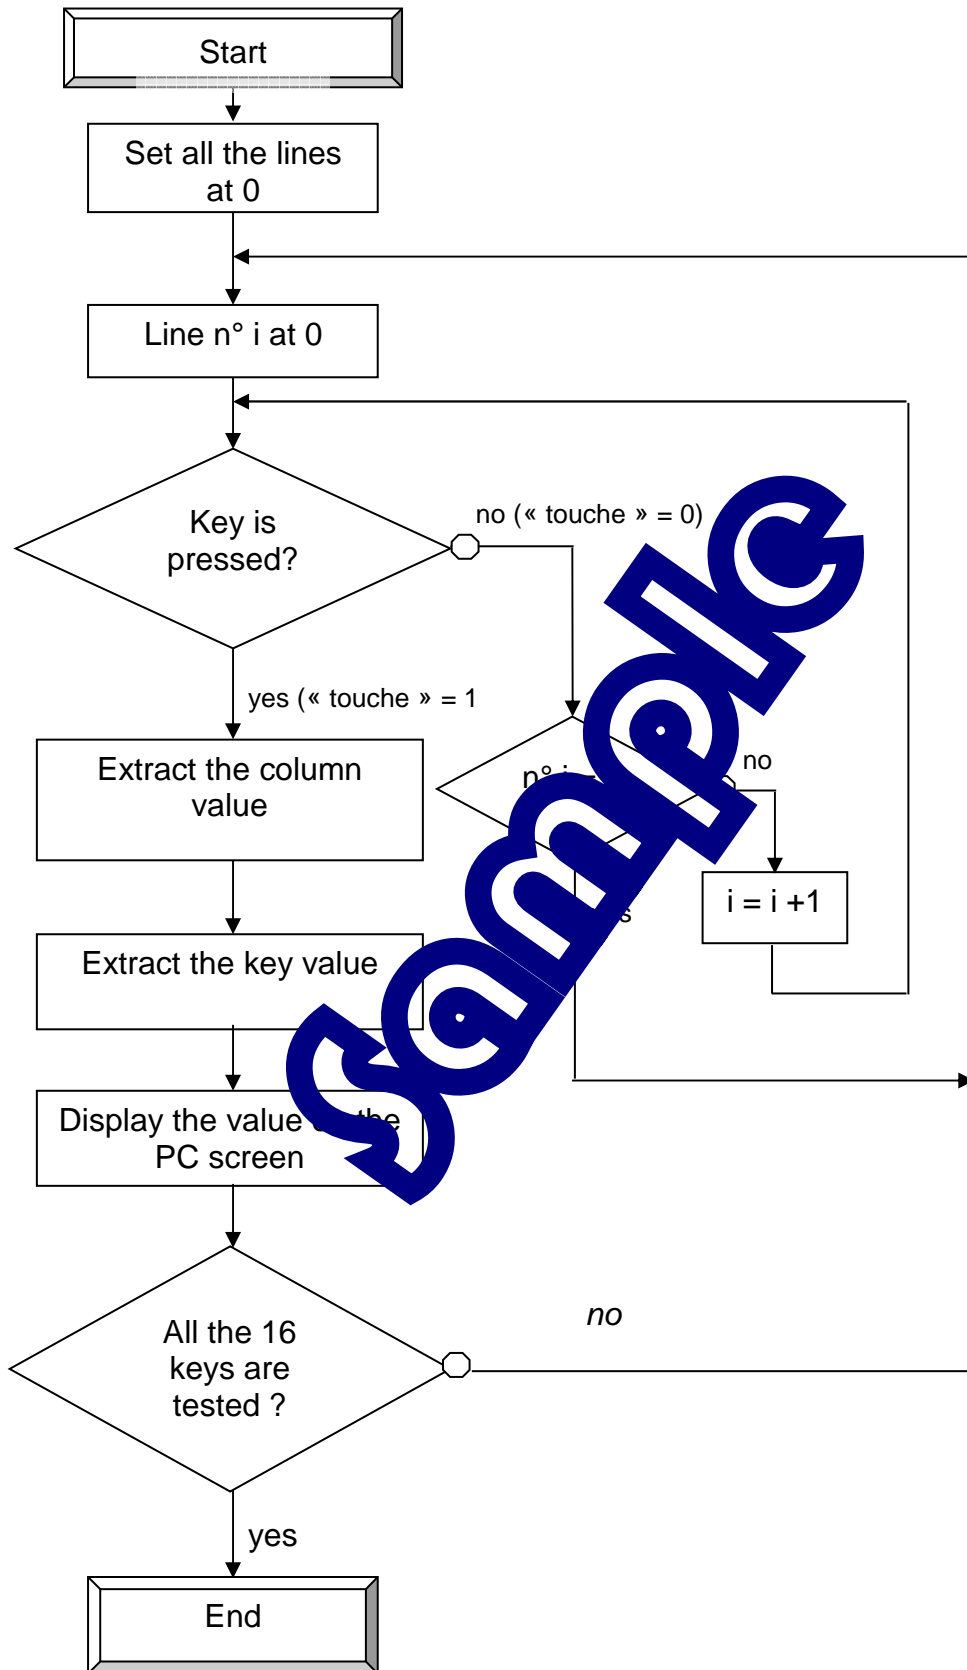 Start
Set all the lines
at 0
Line n° i at 0
Key is
pressed?
no (« touche » = 0)
yes (« touche » = 1
Extract the column
value
n° i
no
i = i +1
Extract the key value
Display the value the
PC screen
All the 16
keys are
tested ?
no
yes
End
Sample